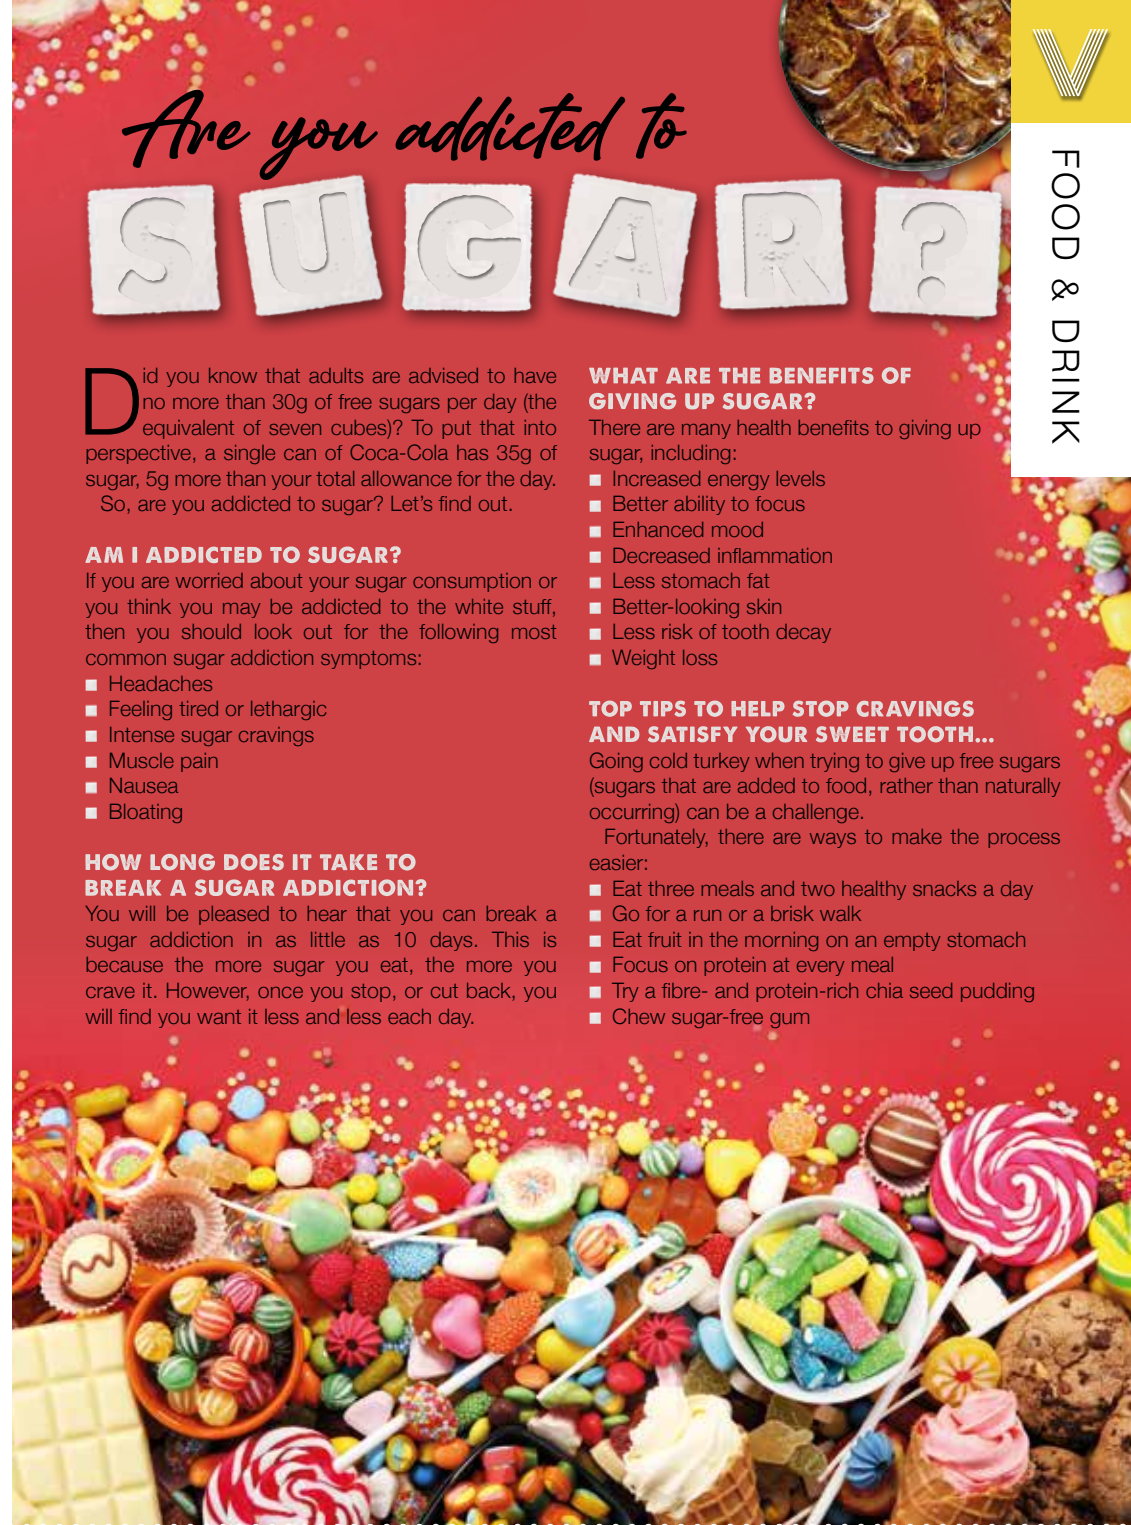 Are you addicted to
SUGAR?
V
FOOD & DRINK
Did you know that adults are advised to have
no more than 30g of free sugars per day (the
equivalent of seven cubes)? To put that into
perspective, a single can of Coca-Cola has 35g of
sugar, 5g more than your total allowance for the day.
So, are you addicted to sugar? Let's find out.
AM I ADDICTED TO SUGAR?
If you are worried about your sugar consumption or
you think you may be addicted to the white stuff,
then you should look out for the following most
common sugar addiction symptoms:
Headaches
Feeling tired or lethargic
Intense sugar cravings
Muscle pain
Nausea
Bloating
HOW LONG DOES IT TAKE TO
BREAK A SUGAR ADDICTION?
You will be pleased to hear that you can break a
sugar addiction in as little as 10 days. This is
because the more sugar you eat, the more you
crave it. However, once you stop, or cut back, you
will find you want it less and less each day.
WHAT ARE THE BENEFITS OF
GIVING UP SUGAR?
There are many health benefits to giving up
sugar, including:
Increased energy levels
Better ability to focus
Enhanced mood
Decreased inflammation
Less stomach fat
Better-looking skin
Less risk of tooth decay
Weight loss
TOP TIPS TO HELP STOP CRAVINGS
AND SATISFY YOUR SWEET TOOTH...
Going cold turkey when trying to give up free sugars
(sugars that are added to food, rather than naturally
occurring) can be a challenge.
Fortunately, there are ways to make the process
easier:
Eat three meals and two healthy snacks a day
Go for a run or a brisk walk
Eat fruit in the morning on an empty stomach
Focus on protein at every meal
Try a fibre- and protein-rich chia seed pudding
Chew sugar-free gum